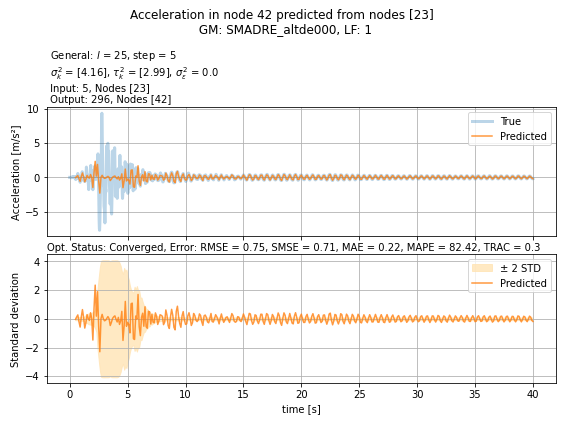 Acceleration in node 42 predicted from nodes [23]
GM: SMADRE_altde000, LF: 1
General: l = 25, step = 5
σ²ₖ = [4.16], τ²ₖ = [2.99], σ²ε = 0.0
Input: 5, Nodes [23]
Output: 296, Nodes [42]
10
5
0
−5
Acceleration [m/s²]
True
Predicted
Opt. Status: Converged, Error: RMSE = 0.75, SMSE = 0.71, MAE = 0.22, MAPE = 82.42, TRAC = 0.3
4
2
0
−2
−4
Standard deviation
± 2 STD
Predicted
0 5 10 15 20 25 30 35 40
time [s]